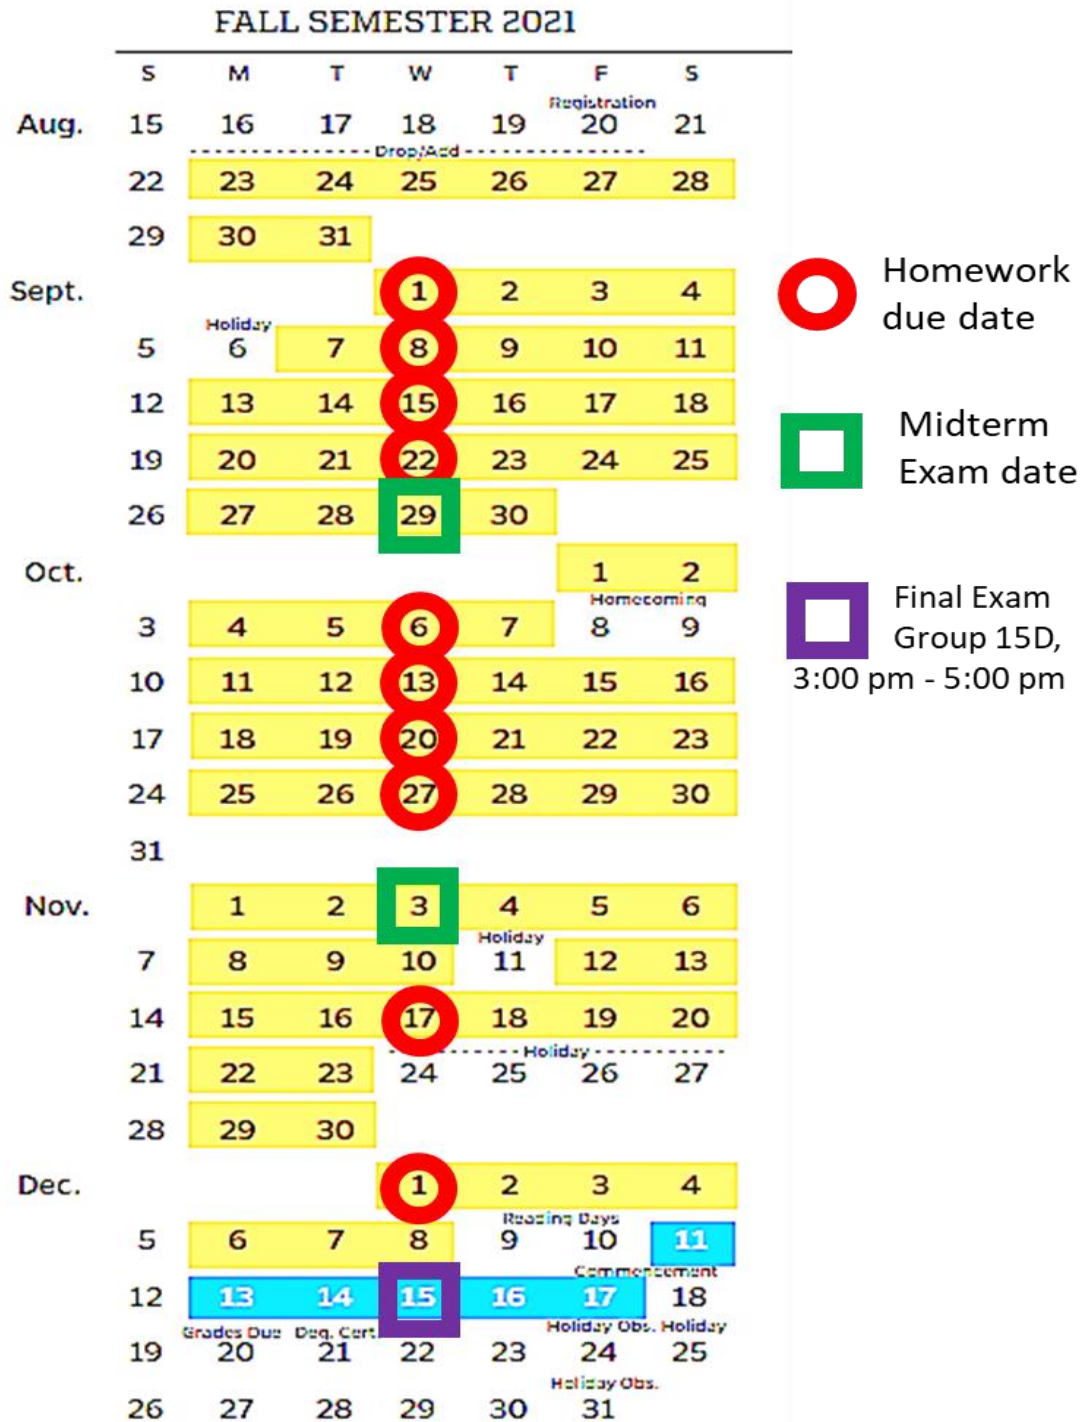 FALL SEMESTER 2021
S M T W T F S
Registration
Aug. 15 16 17 18 19 20 21
Drop/Add
22 23 24 25 26 27 28
29 30 31
Sept. 1 2 3 4
Holiday
5 6 7 8 9 10 11
12 13 14 15 16 17 18
19 20 21 22 23 24 25
26 27 28 29 30
Oct. 1 2
Homecoming
3 4 5 6 7 8 9
10 11 12 13 14 15 16
17 18 19 20 21 22 23
24 25 26 27 28 29 30
31
Nov. 1 2 3 4 5 6
Holiday
7 8 9 10 11 12 13
14 15 16 17 18 19 20
Holiday
21 22 23 24 25 26 27
28 29 30
Dec. 1 2 3 4
Reading Days
5 6 7 8 9 10 11
Commencement
12 13 14 15 16 17 18
Grades Due Deg. Cert. Holiday Obs. Holiday
19 20 21 22 23 24 25
Holiday Obs.
26 27 28 29 30 31
Homework
due date
Midterm
Exam date
Final Exam
Group 15D,
3:00 pm - 5:00 pm